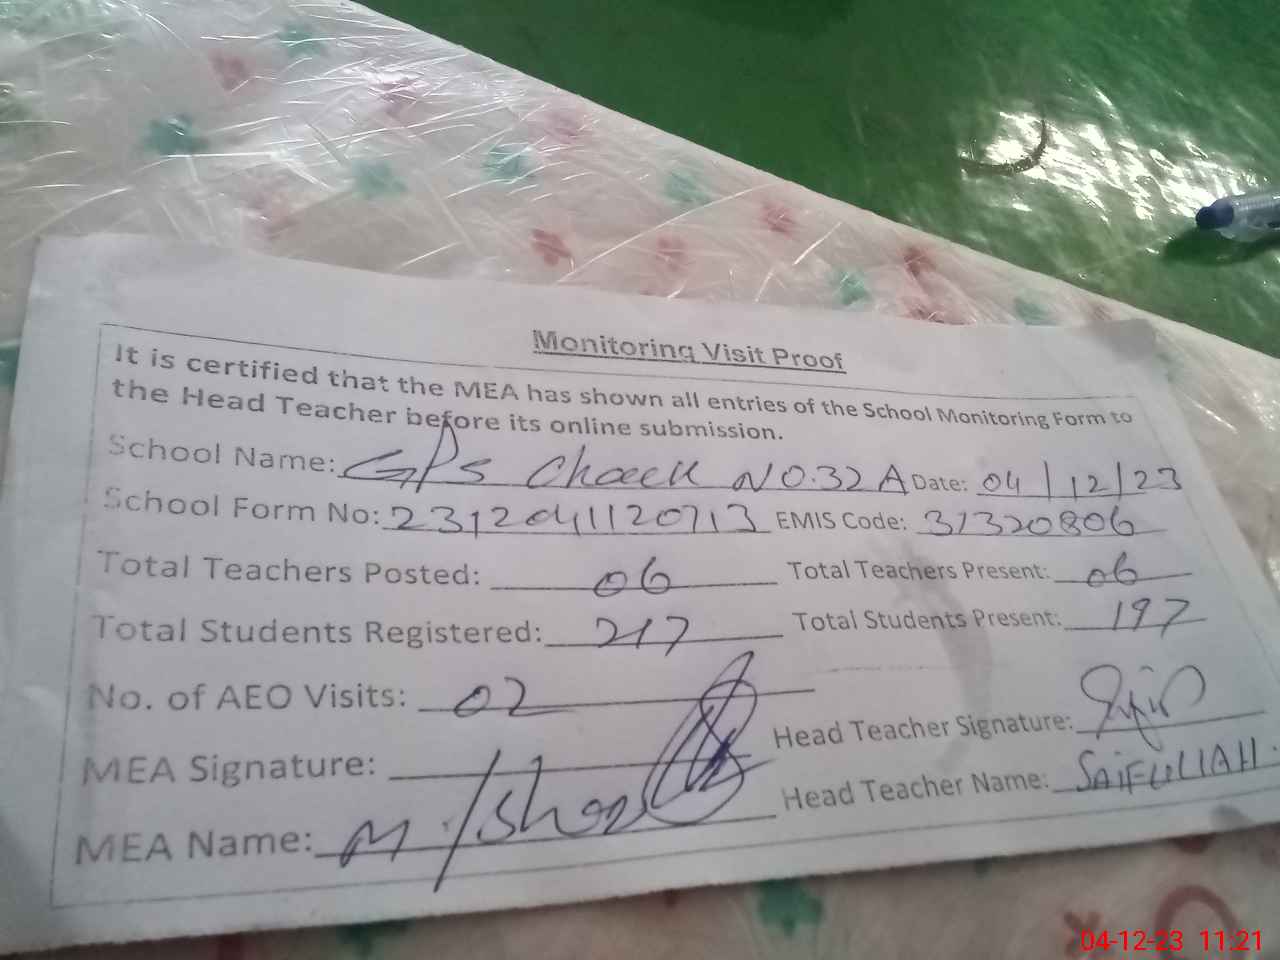 Monitoring Visit Proof
It is certified that the MEA has shown all entries of the School Monitoring Form to
the Head Teacher before its online submission.
School Name: GPS Chack NO.32 A Date: 04/12/23
School Form No: 2312041120713 EMIS Code: 31320806
Total Teachers Posted: 06 Total Teachers Present: 06
Total Students Registered: 217 Total Students Present: 197
No. of AEO Visits: 02
MEA Signature: Head Teacher Signature:
MEA Name: M. Head Teacher Name: SAIFULLAH
04-12-23 11:21